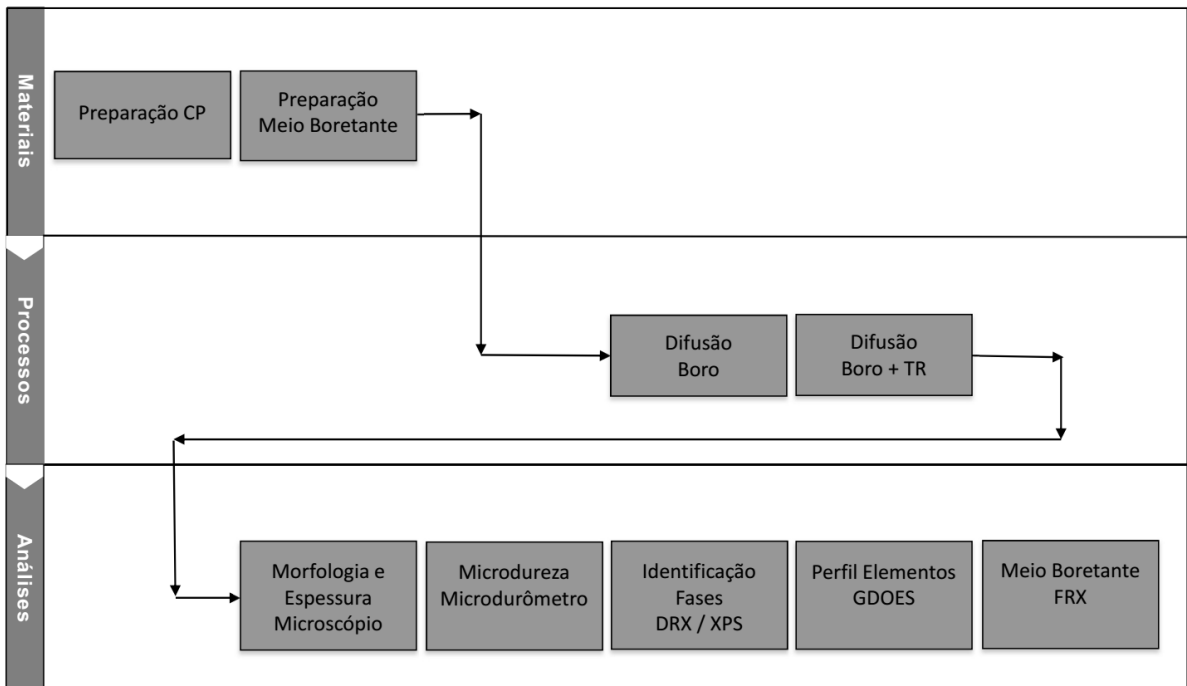 Materiais
Preparação CP
Preparação
Meio Boretante
Processos
Difusão
Boro
Difusão
Boro + TR
Análises
Morfologia e
Espessura
Microscópio
Microdureza
Microdurômetro
Identificação
Fases
DRX / XPS
Perfil Elementos
GDOES
Meio Boretante
FRX